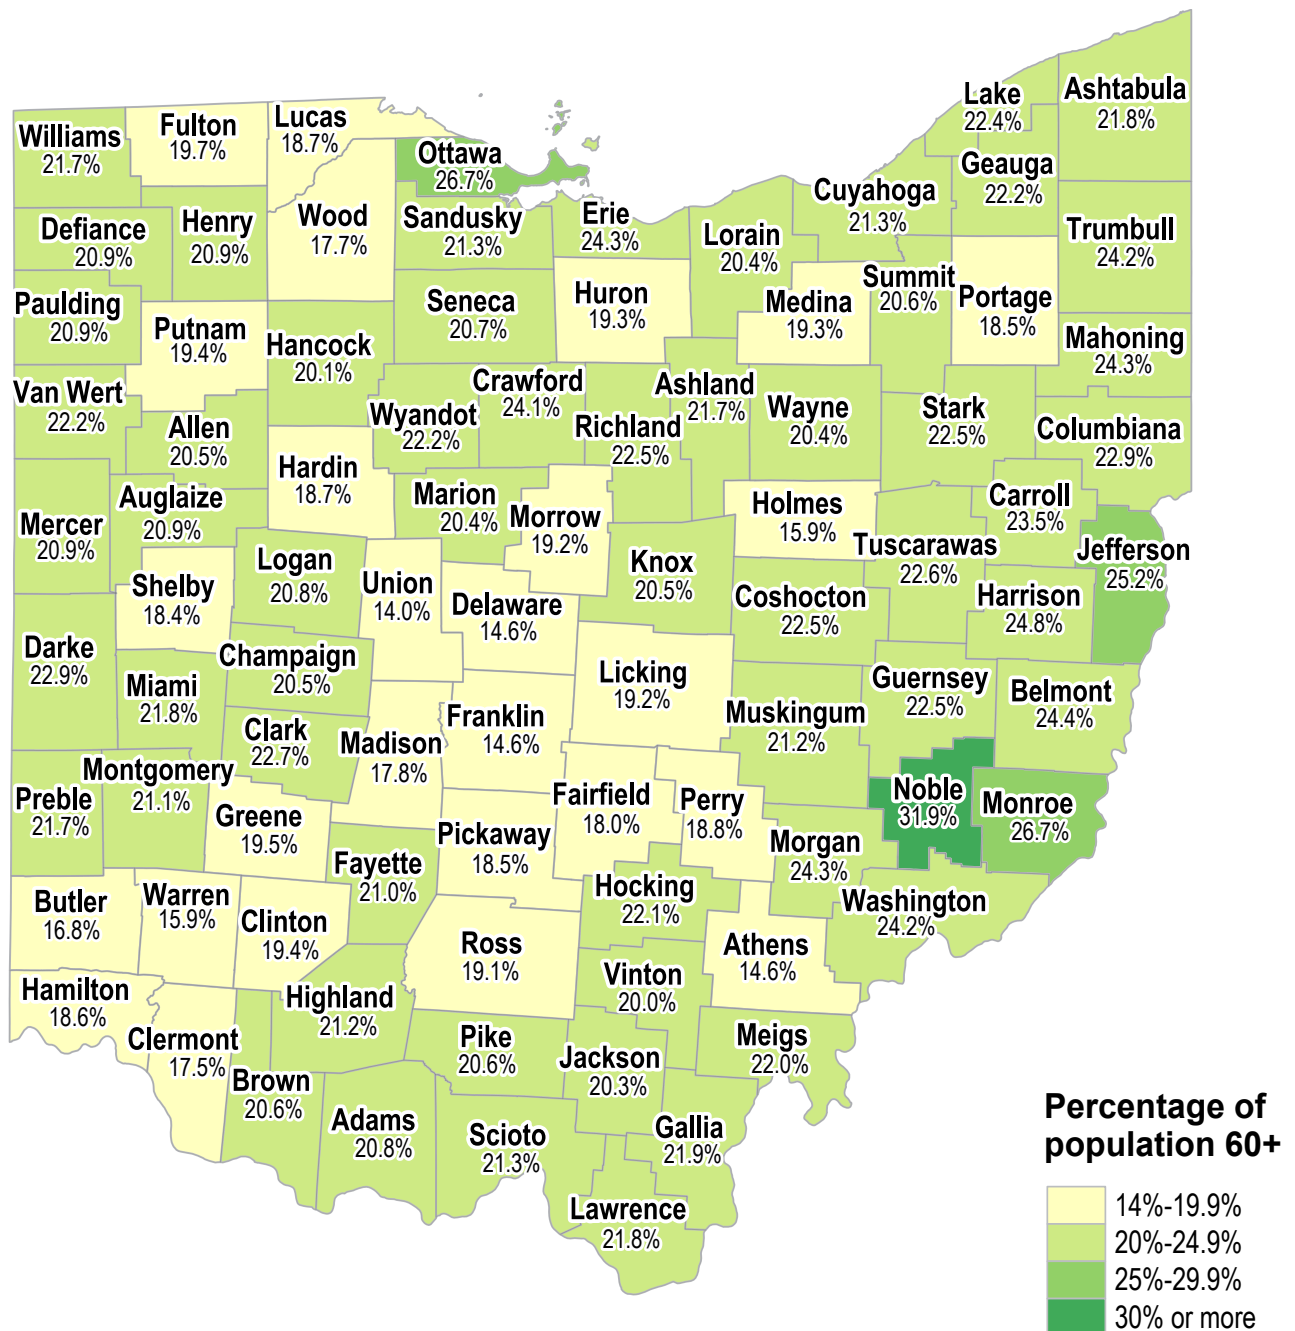 Lake
22.4%
Ashtabula
21.8%
Lucas
18.7%
Fulton
19.7%
Williams
21.7%
Ottawa
26.7%
Geauga
22.2%
Cuyahoga
21.3%
Wood
17.7%
Sandusky
21.3%
Erie
24.3%
Henry
20.9%
Defiance
20.9%
Lorain
20.4%
Trumbull
24.2%
Summit
20.6%
Portage
18.5%
Huron
19.3%
Medina
19.3%
Seneca
20.7%
Paulding
20.9%
Putnam
19.4%
Hancock
20.1%
Mahoning
24.3%
Van Wert
22.2%
Crawford
24.1%
Ashland
21.7%
Wayne
20.4%
Stark
22.5%
Wyandot
22.2%
Richland
22.5%
Allen
20.5%
Columbiana
22.9%
Hardin
18.7%
Auglaize
20.9%
Marion
20.4%
Mercer
20.9%
Morrow
19.2%
Holmes
15.9%
Carroll
23.5%
Tuscarawas
22.6%
Jefferson
25.2%
Logan
20.8%
Knox
20.5%
Shelby
18.4%
Union
14.0%
Delaware
14.6%
Coshocton
22.5%
Harrison
24.8%
Darke
22.9%
Champaign
20.5%
Miami
21.8%
Licking
19.2%
Guernsey
22.5%
Belmont
24.4%
Franklin
14.6%
Muskingum
21.2%
Clark
22.7%
Madison
17.8%
Montgomery
21.1%
Preble
21.7%
Greene
19.5%
Fairfield
18.0%
Perry
18.8%
Noble
31.9%
Monroe
26.7%
Pickaway
18.5%
Morgan
24.3%
Fayette
21.0%
Hocking
22.1%
Washington
24.2%
Butler
16.8%
Warren
15.9%
Clinton
19.4%
Ross
19.1%
Athens
14.6%
Vinton
20.0%
Hamilton
18.6%
Highland
21.2%
Clermont
17.5%
Pike
20.6%
Jackson
20.3%
Meigs
22.0%
Brown
20.6%
Adams
20.8%
Scioto
21.3%
Gallia
21.9%
Lawrence
21.8%
Percentage of
population 60+
14%-19.9%
20%-24.9%
25%-29.9%
30% or more